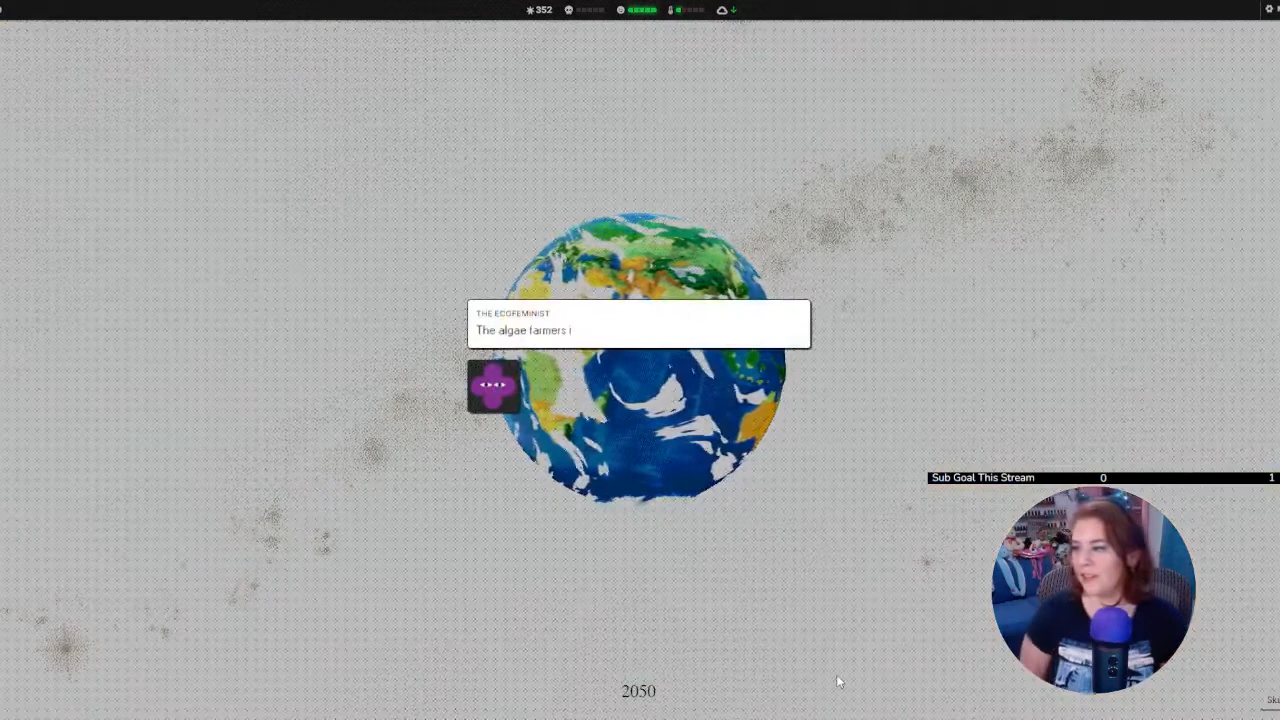 352
THE ECOFEMINIST
The algae farmers i
Sub Goal This Stream 0 1
2050